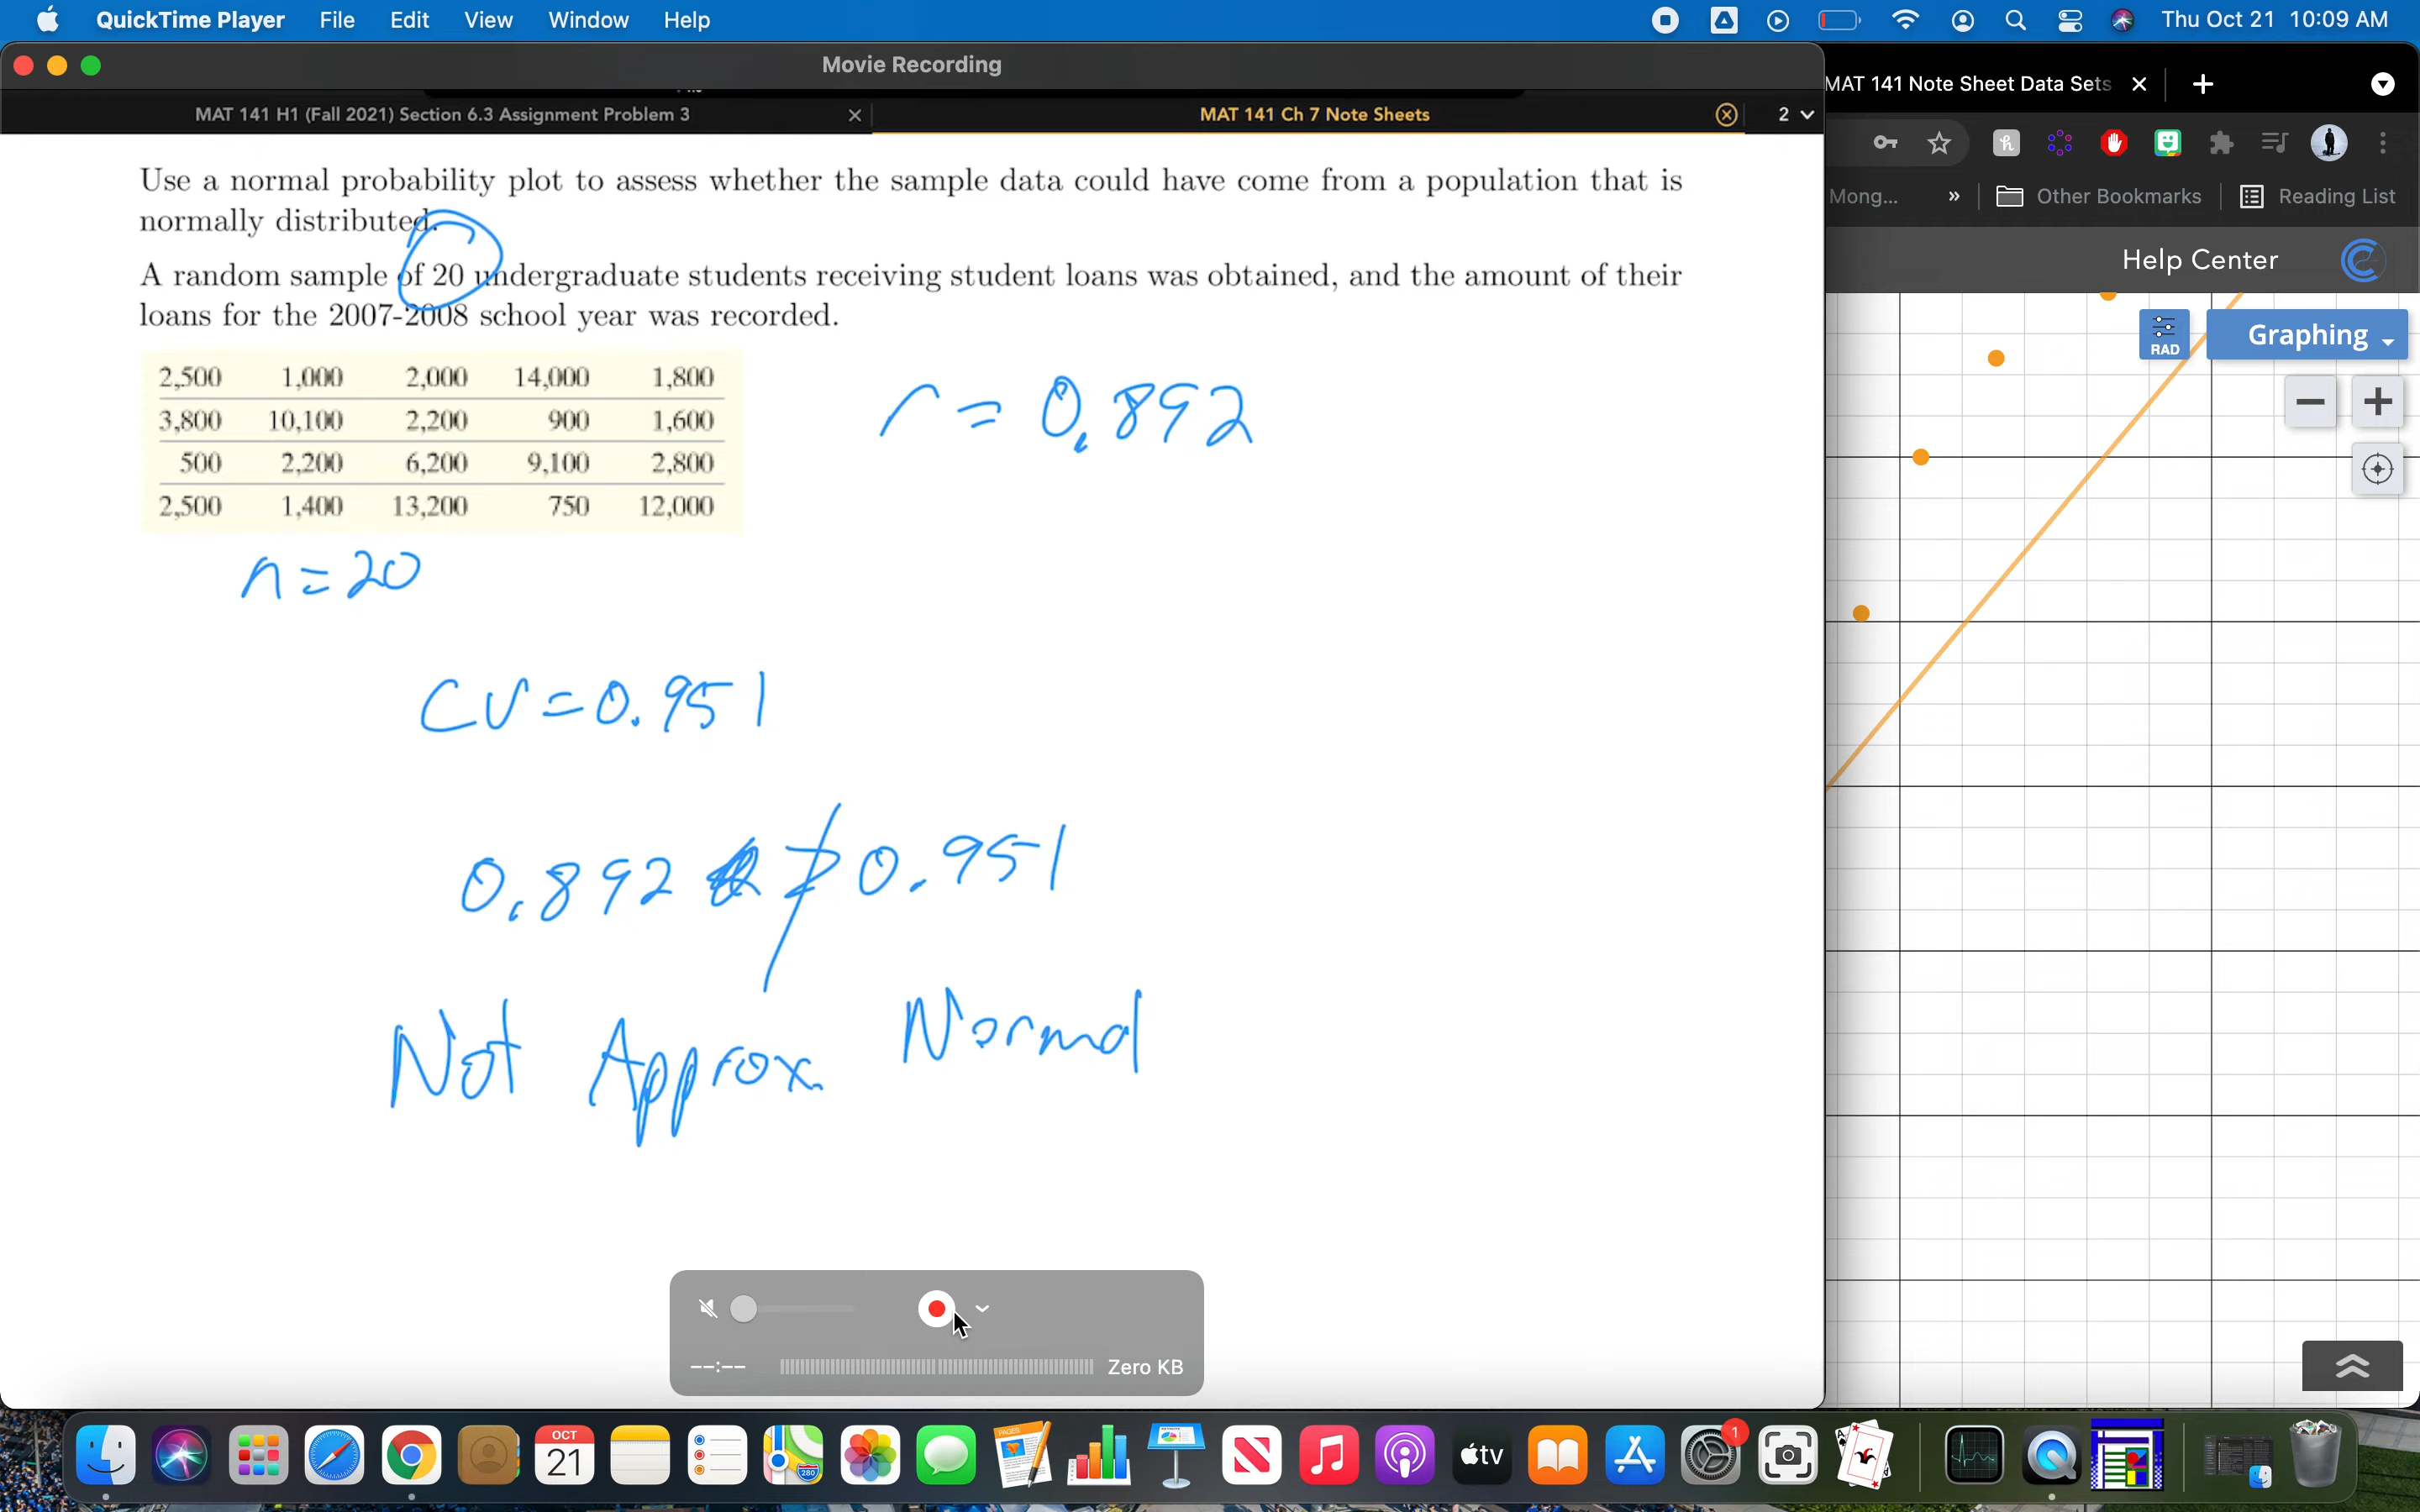 QuickTime Player File Edit View Window Help Thu Oct 21 10:09 AM
Movie Recording
MAT 141 H1 (Fall 2021) Section 6.3 Assignment Problem 3
MAT 141 Ch 7 Note Sheets
2
MAT 141 Note Sheet Data Sets
Mong... » Other Bookmarks Reading List
Help Center
RAD
Graphing
Use a normal probability plot to assess whether the sample data could have come from a population that is
normally distributed.
A random sample of 20 undergraduate students receiving student loans was obtained, and the amount of their
loans for the 2007-2008 school year was recorded.
2,500 1,000 2,000 14,000 1,800
3,800 10,100 2,200 900 1,600
500 2,200 6,200 9,100 2,800
2,500 1,400 13,200 750 12,000
r = 0.892
n = 20
CV = 0.951
0.892 ≯ 0.951
Not Approx. Normal
--:-- Zero KB
OCT
21
PAGES
280
tv
1
A